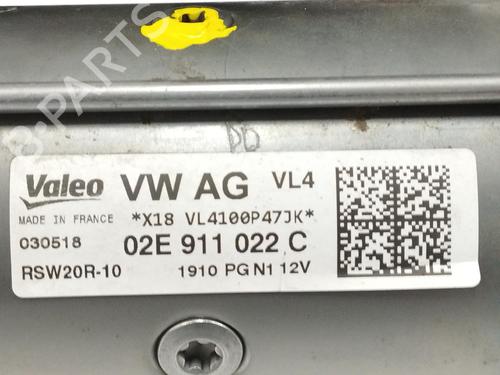 Valeo VW AG VL4
MADE IN FRANCE *X18 VL4100P47JK*
030518 02E 911 022 C
RSW20R-10 1910 PG N1 12V